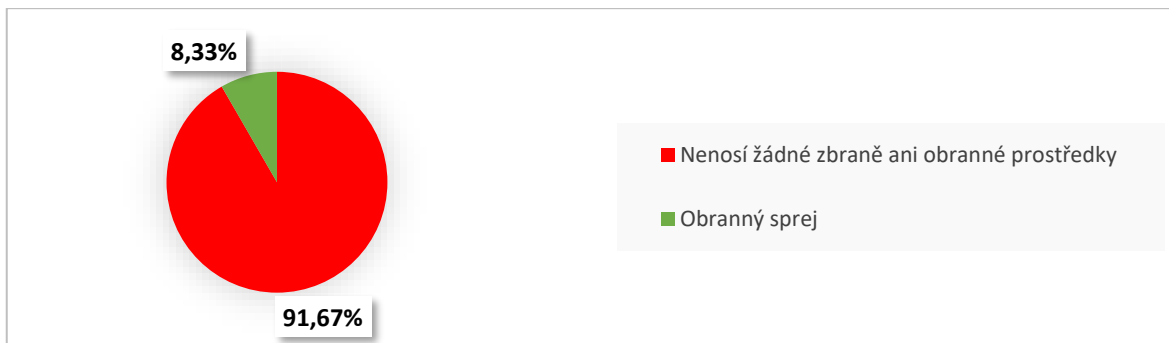 8,33%
Nenosí žádné zbraně ani obranné prostředky
Obranný sprej
91,67%